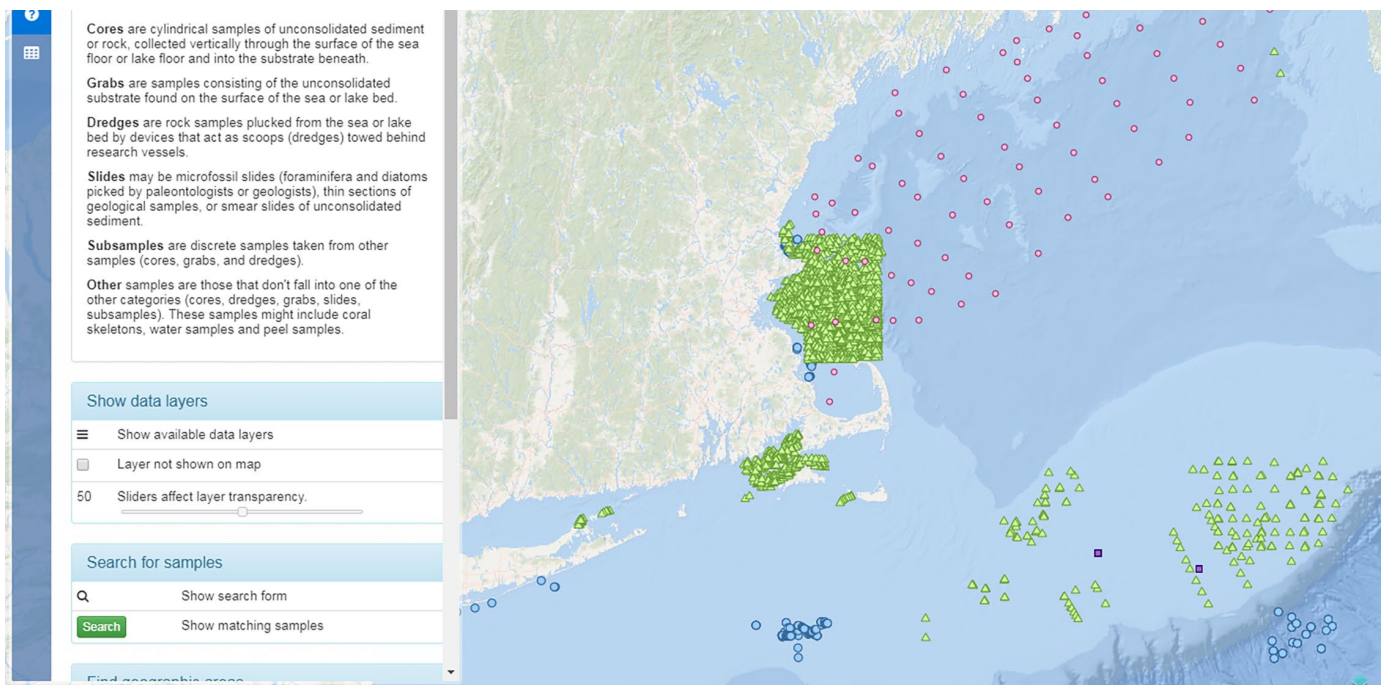 ?
Cores are cylindrical samples of unconsolidated sediment
or rock, collected vertically through the surface of the sea
floor or lake floor and into the substrate beneath.
Grabs are samples consisting of the unconsolidated
substrate found on the surface of the sea or lake bed.
Dredges are rock samples plucked from the sea or lake
bed by devices that act as scoops (dredges) towed behind
research vessels.
Slides may be microfossil slides (foraminifera and diatoms
picked by paleontologists or geologists), thin sections of
geological samples, or smear slides of unconsolidated
sediment.
Subsamples are discrete samples taken from other
samples (cores, grabs, and dredges).
Other samples are those that don't fall into one of the
other categories (cores, dredges, grabs, slides,
subsamples). These samples might include coral
skeletons, water samples and peel samples.
Show data layers
Show available data layers
Layer not shown on map
50 Sliders affect layer transparency.
Search for samples
Show search form
Search Show matching samples
Find geographic areas